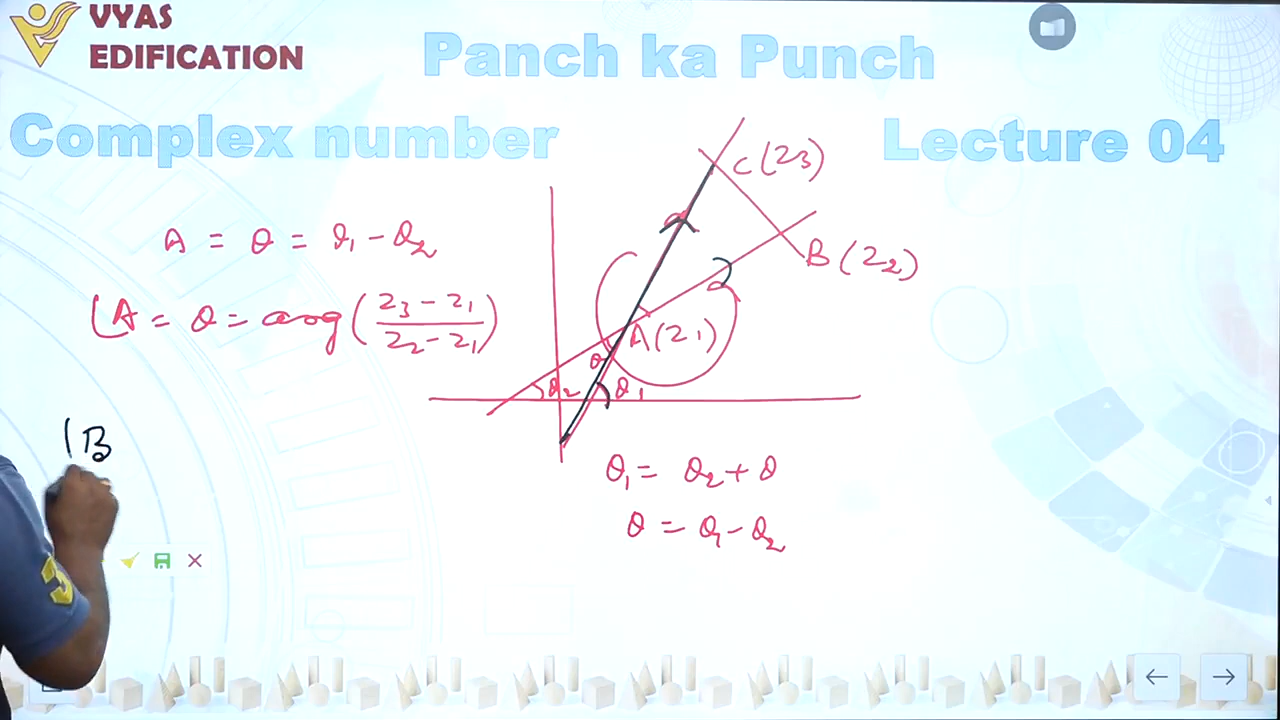 VYAS
EDIFICATION
Panch ka Punch
Complex number
Lecture 04
C(z3)
B(z2)
A(z1)
θ
θ2
θ1
A = θ = θ1 - θ2
∠A = θ = arg((z3 - z1)/(z2 - z1))
∠B
θ1 = θ2 + θ
θ = θ1 - θ2
3